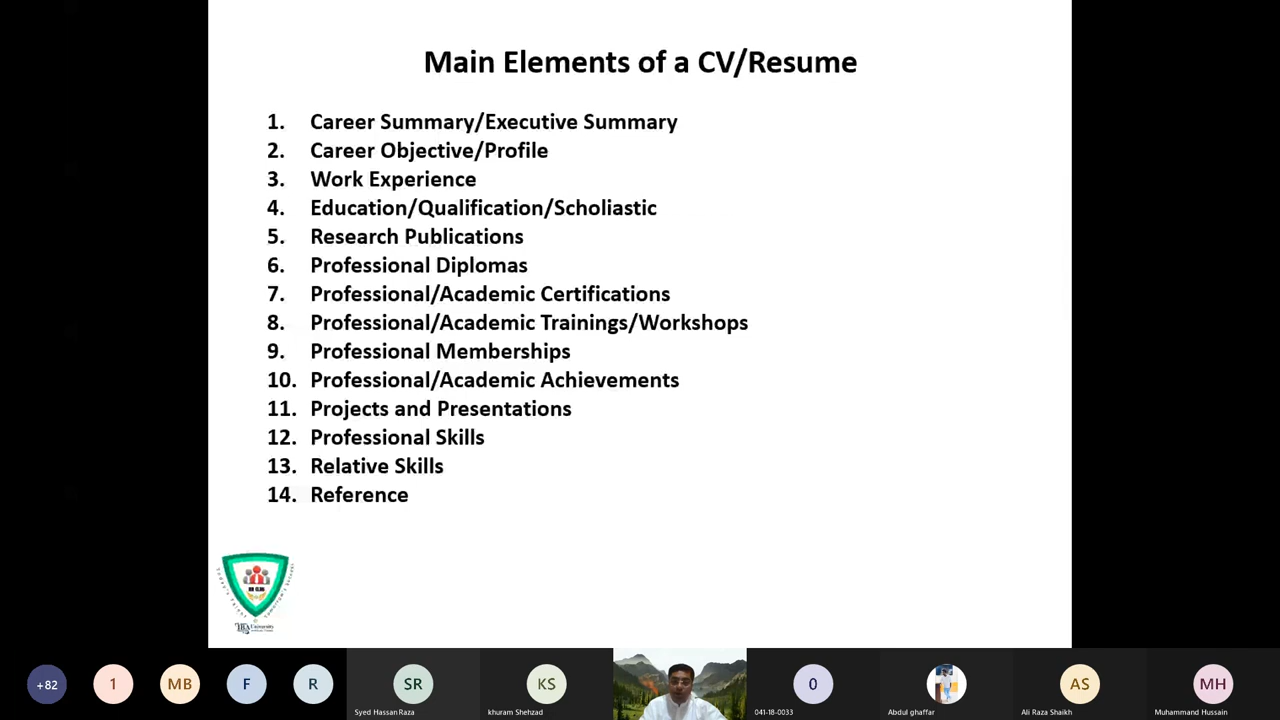 Main Elements of a CV/Resume
1. Career Summary/Executive Summary
2. Career Objective/Profile
3. Work Experience
4. Education/Qualification/Scholiastic
5. Research Publications
6. Professional Diplomas
7. Professional/Academic Certifications
8. Professional/Academic Trainings/Workshops
9. Professional Memberships
10. Professional/Academic Achievements
11. Projects and Presentations
12. Professional Skills
13. Relative Skills
14. Reference
University
+82
1
MB
F
R
SR
KS
0
AS
MH
Syed Hassan Raza
khuram Shehzad
041-18-0033
Abdul ghaffar
Ali Raza Shaikh
Muhammand Hussain